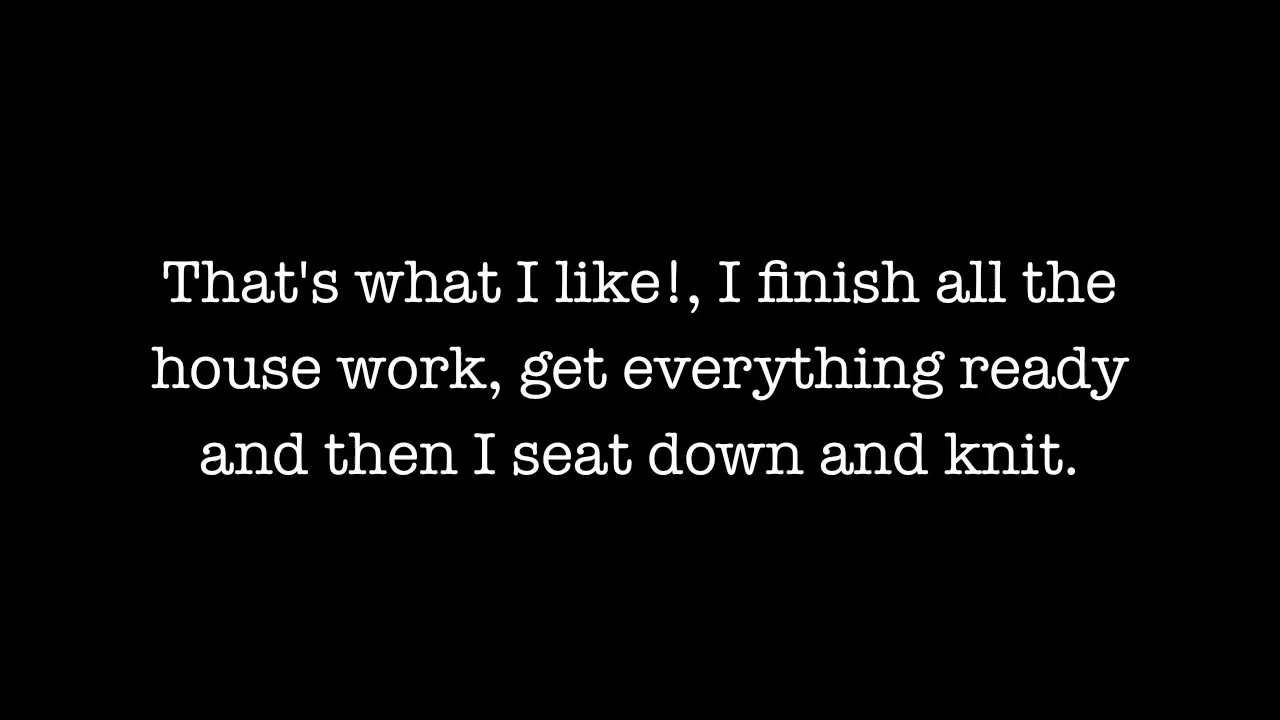 That's what I like!, I finish all the
house work, get everything ready
and then I seat down and knit.